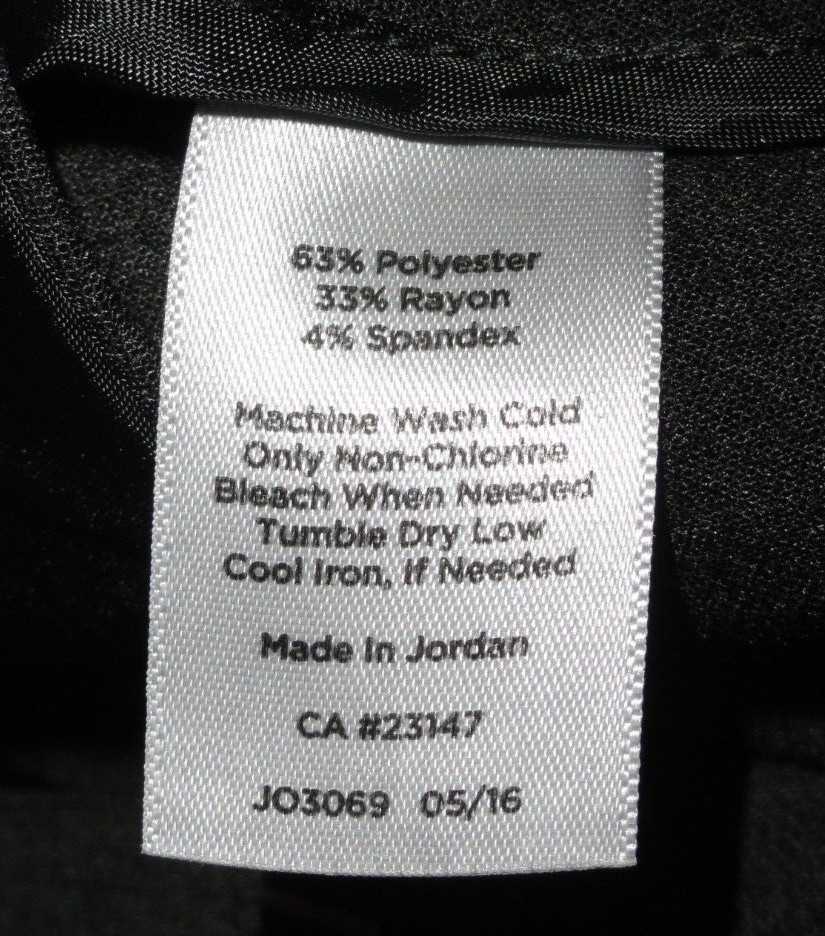 63% Polyester
33% Rayon
4% Spandex
Machine Wash Cold
Only Non-Chlorine
Bleach When Needed
Tumble Dry Low
Cool Iron, If Needed
Made in Jordan
CA #23147
JO3069 05/16